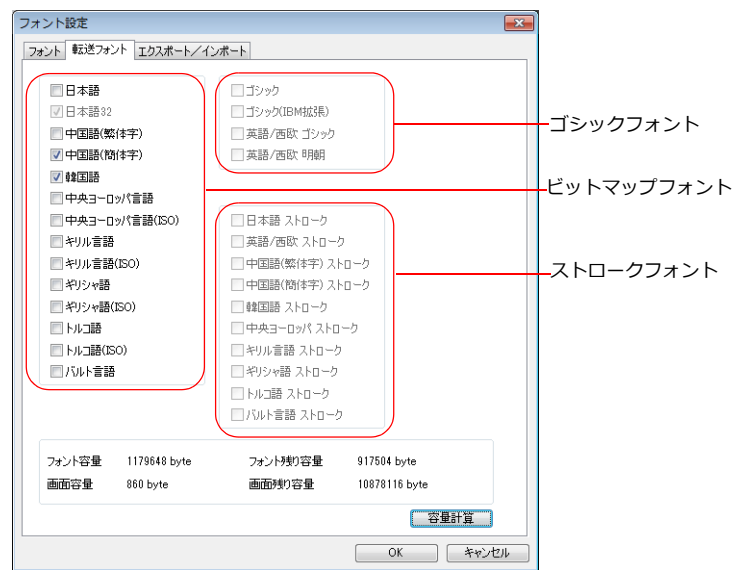 フォント設定
フォント 転送フォント エクスポート／インポート
日本語
日本語32
中国語(繁体字)
中国語(簡体字)
韓国語
中央ヨーロッパ言語
中央ヨーロッパ言語(ISO)
キリル言語
キリル言語(ISO)
ギリシャ語
ギリシャ語(ISO)
トルコ語
トルコ語(ISO)
バルト言語
ゴシック
ゴシック(IBM拡張)
英語/西欧 ゴシック
英語/西欧 明朝
日本語 ストローク
英語/西欧 ストローク
中国語(繁体字) ストローク
中国語(簡体字) ストローク
韓国語 ストローク
中央ヨーロッパ ストローク
キリル言語 ストローク
ギリシャ語 ストローク
トルコ語 ストローク
バルト言語 ストローク
ゴシックフォント
ビットマップフォント
ストロークフォント
フォント容量 1179648 byte フォント残り容量 917504 byte
画面容量 860 byte 画面残り容量 10878116 byte
容量計算
OK キャンセル